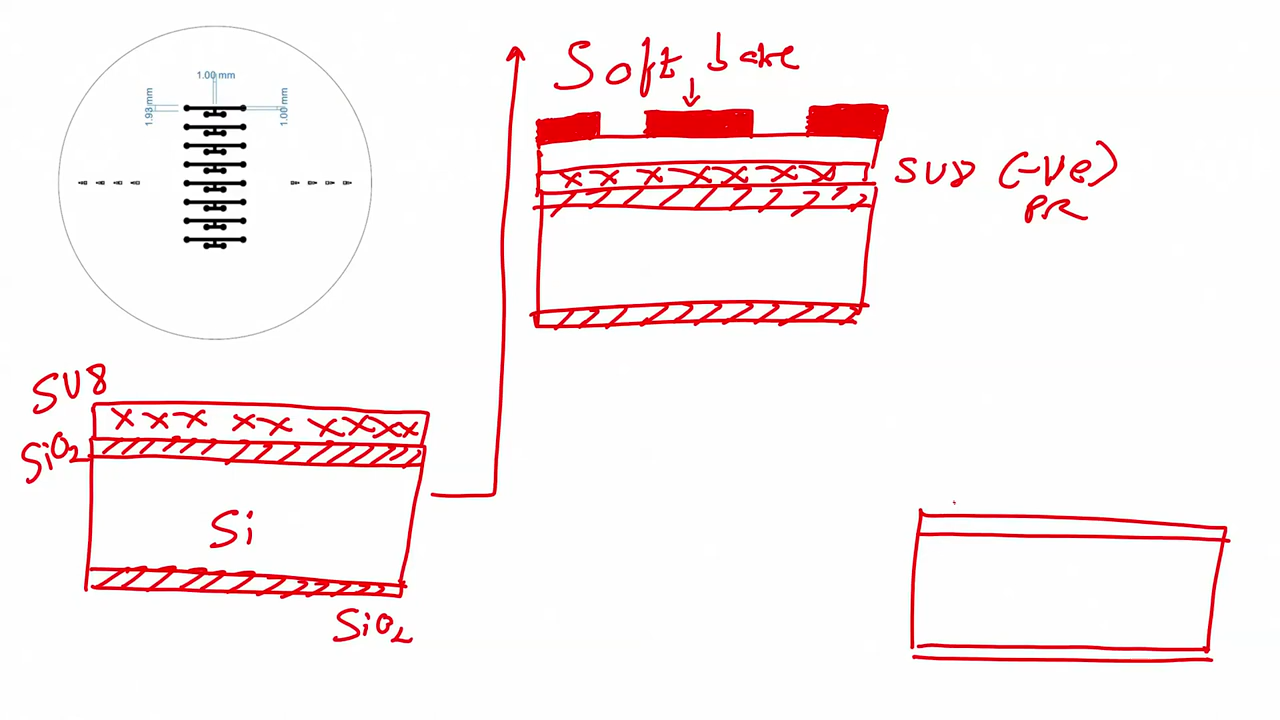 1.00 mm
1.93 mm
1.00 mm
Soft bake
SU8 (-ve)
PR
SU8
SiO2
Si
SiO2